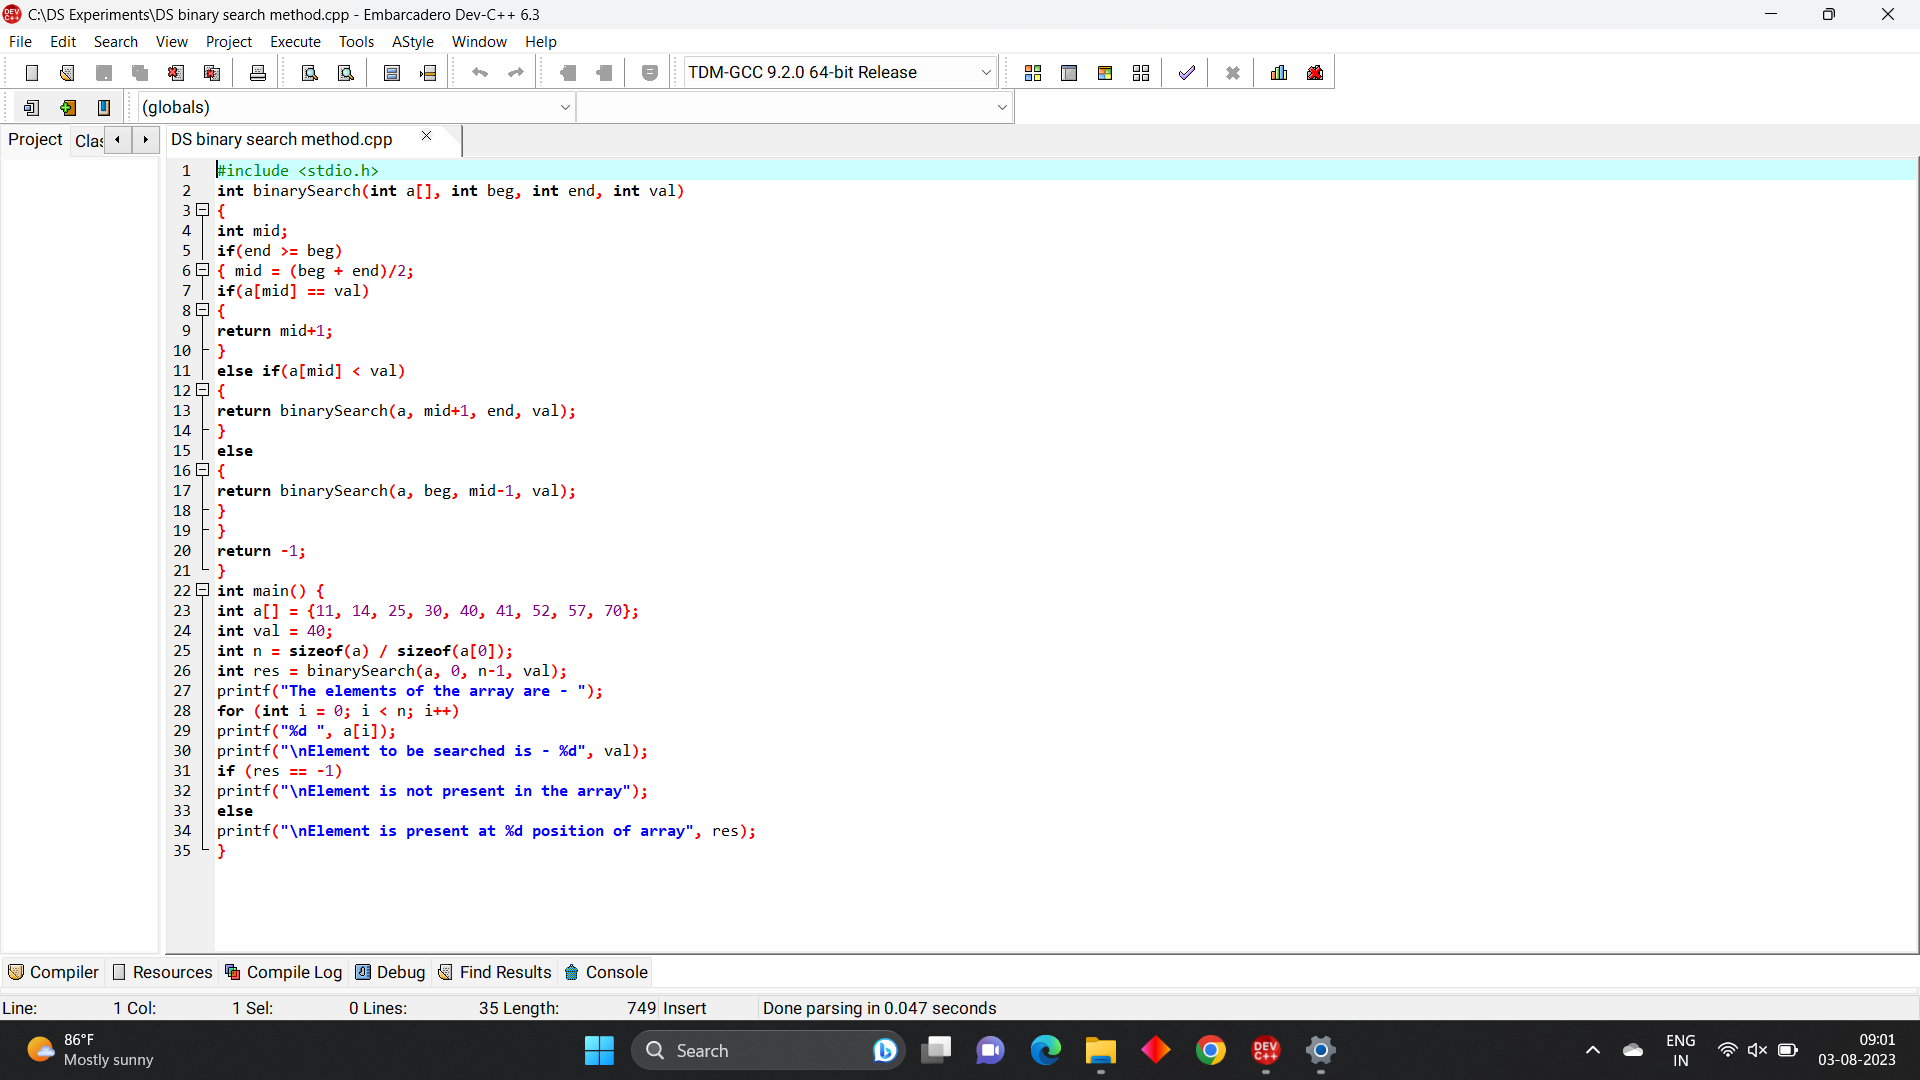 C:\DS Experiments\DS binary search method.cpp - Embarcadero Dev-C++ 6.3
File Edit Search View Project Execute Tools AStyle Window Help
TDM-GCC 9.2.0 64-bit Release
(globals)
Project Clas DS binary search method.cpp
1 #include <stdio.h>
2 int binarySearch(int a[], int beg, int end, int val)
3 {
4 int mid;
5 if(end >= beg)
6 { mid = (beg + end)/2;
7 if(a[mid] == val)
8 {
9 return mid+1;
10 }
11 else if(a[mid] < val)
12 {
13 return binarySearch(a, mid+1, end, val);
14 }
15 else
16 {
17 return binarySearch(a, beg, mid-1, val);
18 }
19 }
20 return -1;
21 }
22 int main() {
23 int a[] = {11, 14, 25, 30, 40, 41, 52, 57, 70};
24 int val = 40;
25 int n = sizeof(a) / sizeof(a[0]);
26 int res = binarySearch(a, 0, n-1, val);
27 printf("The elements of the array are - ");
28 for (int i = 0; i < n; i++)
29 printf("%d ", a[i]);
30 printf("\nElement to be searched is - %d", val);
31 if (res == -1)
32 printf("\nElement is not present in the array");
33 else
34 printf("\nElement is present at %d position of array", res);
35 }
Compiler Resources Compile Log Debug Find Results Console
Line: 1 Col: 1 Sel: 0 Lines: 35 Length: 749 Insert Done parsing in 0.047 seconds
86°F
Mostly sunny
Search
DEV C++
ENG
IN
09:01
03-08-2023